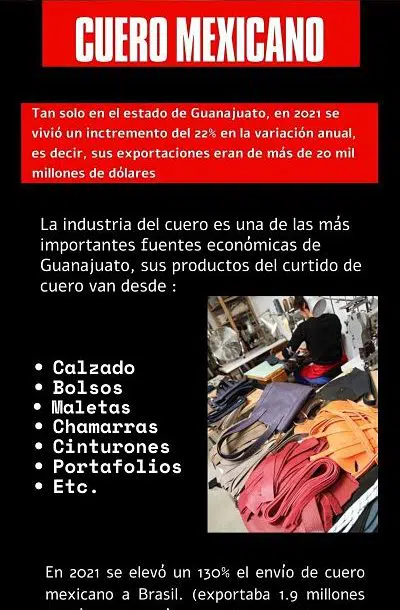 CUERO MEXICANO
Tan solo en el estado de Guanajuato, en 2021 se
vivió un inctremento del 22% en la variación anual,
es decir, sus exportaciones eran de más de 20 mil
millones de dólares
La industria del cuero es una de las más
importantes fuentes económicas de
Guanajuato, sus productos del curtido de
cuero van desde :
• Calzado
• Bolsos
• Maletas
• Chamarras
• Cinturones
• Portafolios
• Etc.
En 2021 se elevó un 130% el envío de cuero
mexicano a Brasil. (exportaba 1.9 millones